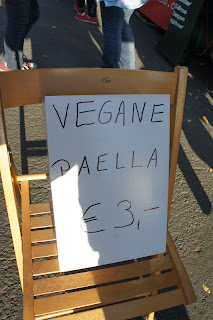 VEGANE
PAELLA
€ 3,-